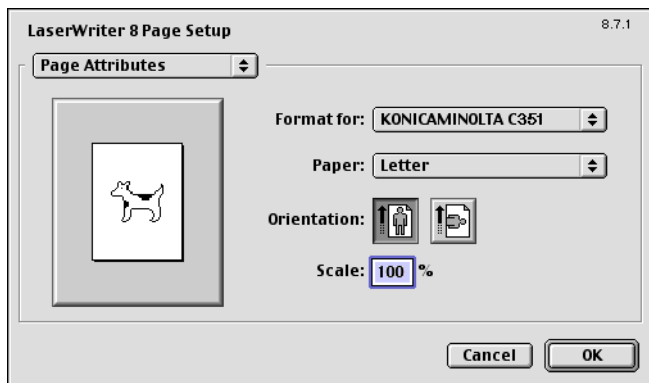 LaserWriter 8 Page Setup
8.7.1
Page Attributes
Format for: KONICAMINOLTA C351
Paper: Letter
Orientation:
Scale: 100 %
Cancel
OK